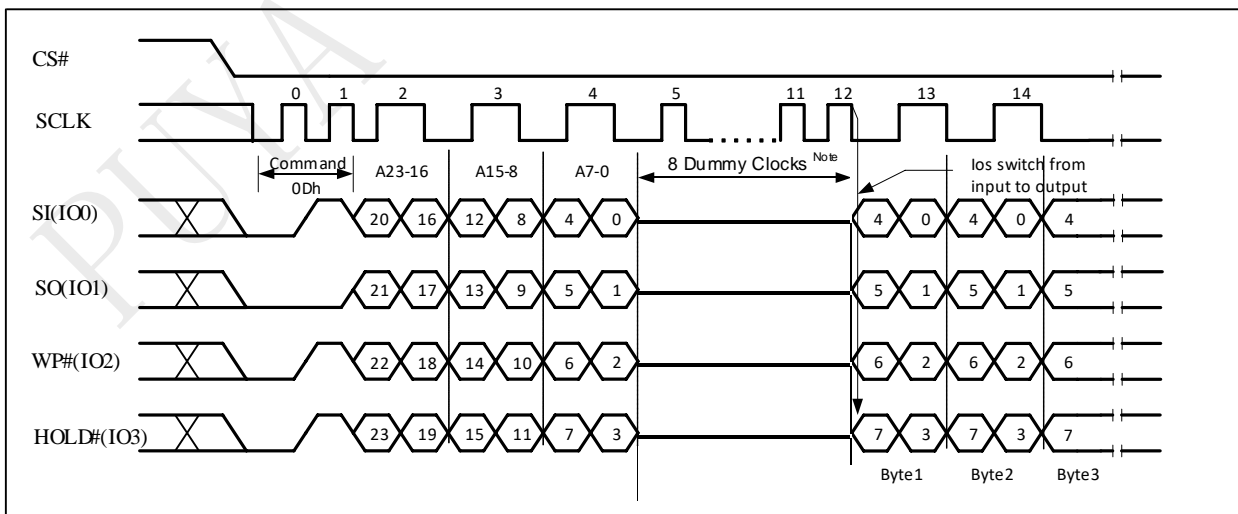 PUYA
CS#
0 1 2 3 4 5 11 12 13 14
SCLK
Command
0Dh
A23-16 A15-8 A7-0 8 Dummy Clocks Note
Ios switch from
input to output
SI(IO0) 20 16 12 8 4 0 4 0 4 0 4
SO(IO1) 21 17 13 9 5 1 5 1 5 1 5
WP#(IO2) 22 18 14 10 6 2 6 2 6 2 6
HOLD#(IO3) 23 19 15 11 7 3 7 3 7 3 7
Byte1 Byte2 Byte3